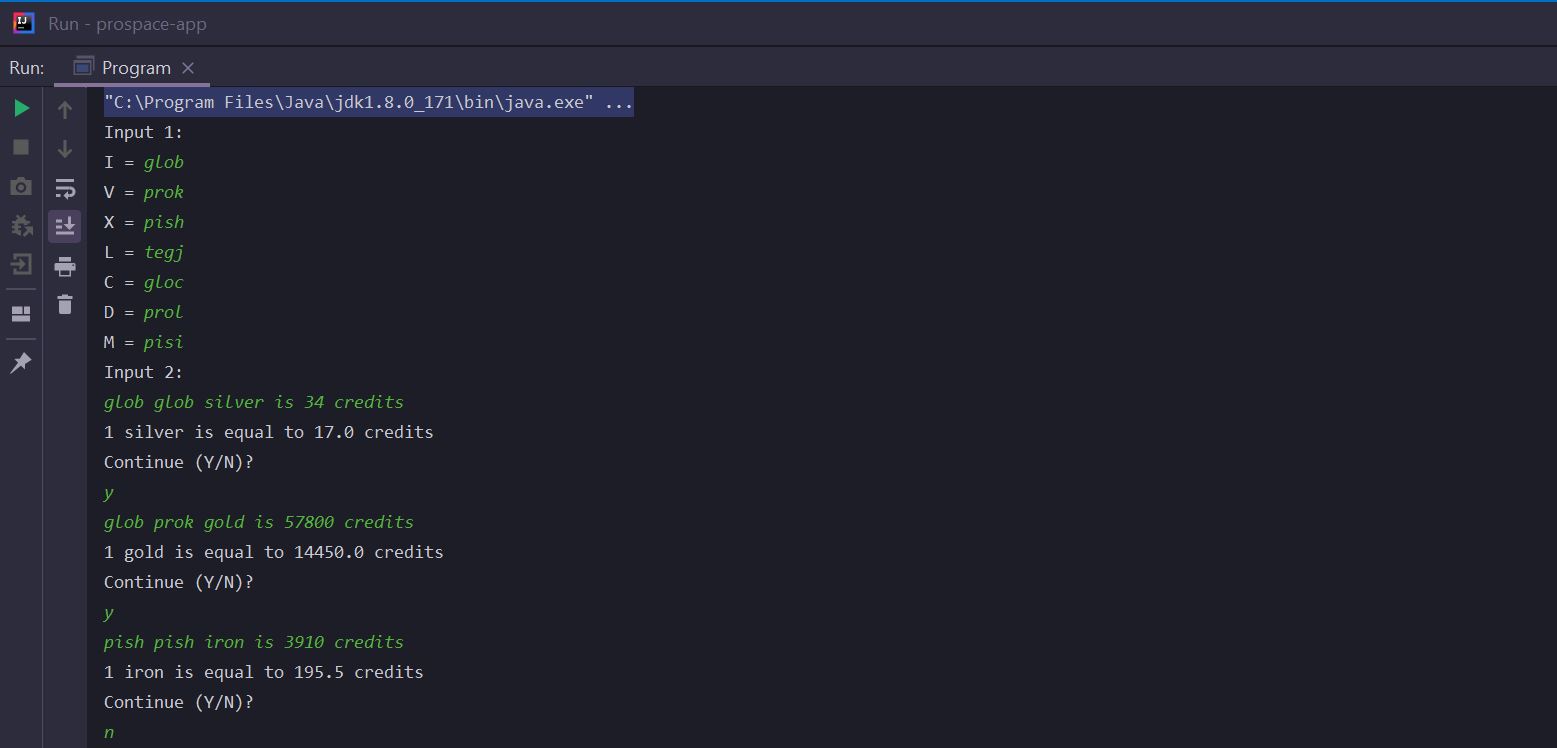 Run - prospace-app
Run: Program
"C:\Program Files\Java\jdk1.8.0_171\bin\java.exe" ...
Input 1:
I = glob
V = prok
X = pish
L = tegj
C = gloc
D = prol
M = pisi
Input 2:
glob glob silver is 34 credits
1 silver is equal to 17.0 credits
Continue (Y/N)?
y
glob prok gold is 57800 credits
1 gold is equal to 14450.0 credits
Continue (Y/N)?
y
pish pish iron is 3910 credits
1 iron is equal to 195.5 credits
Continue (Y/N)?
n